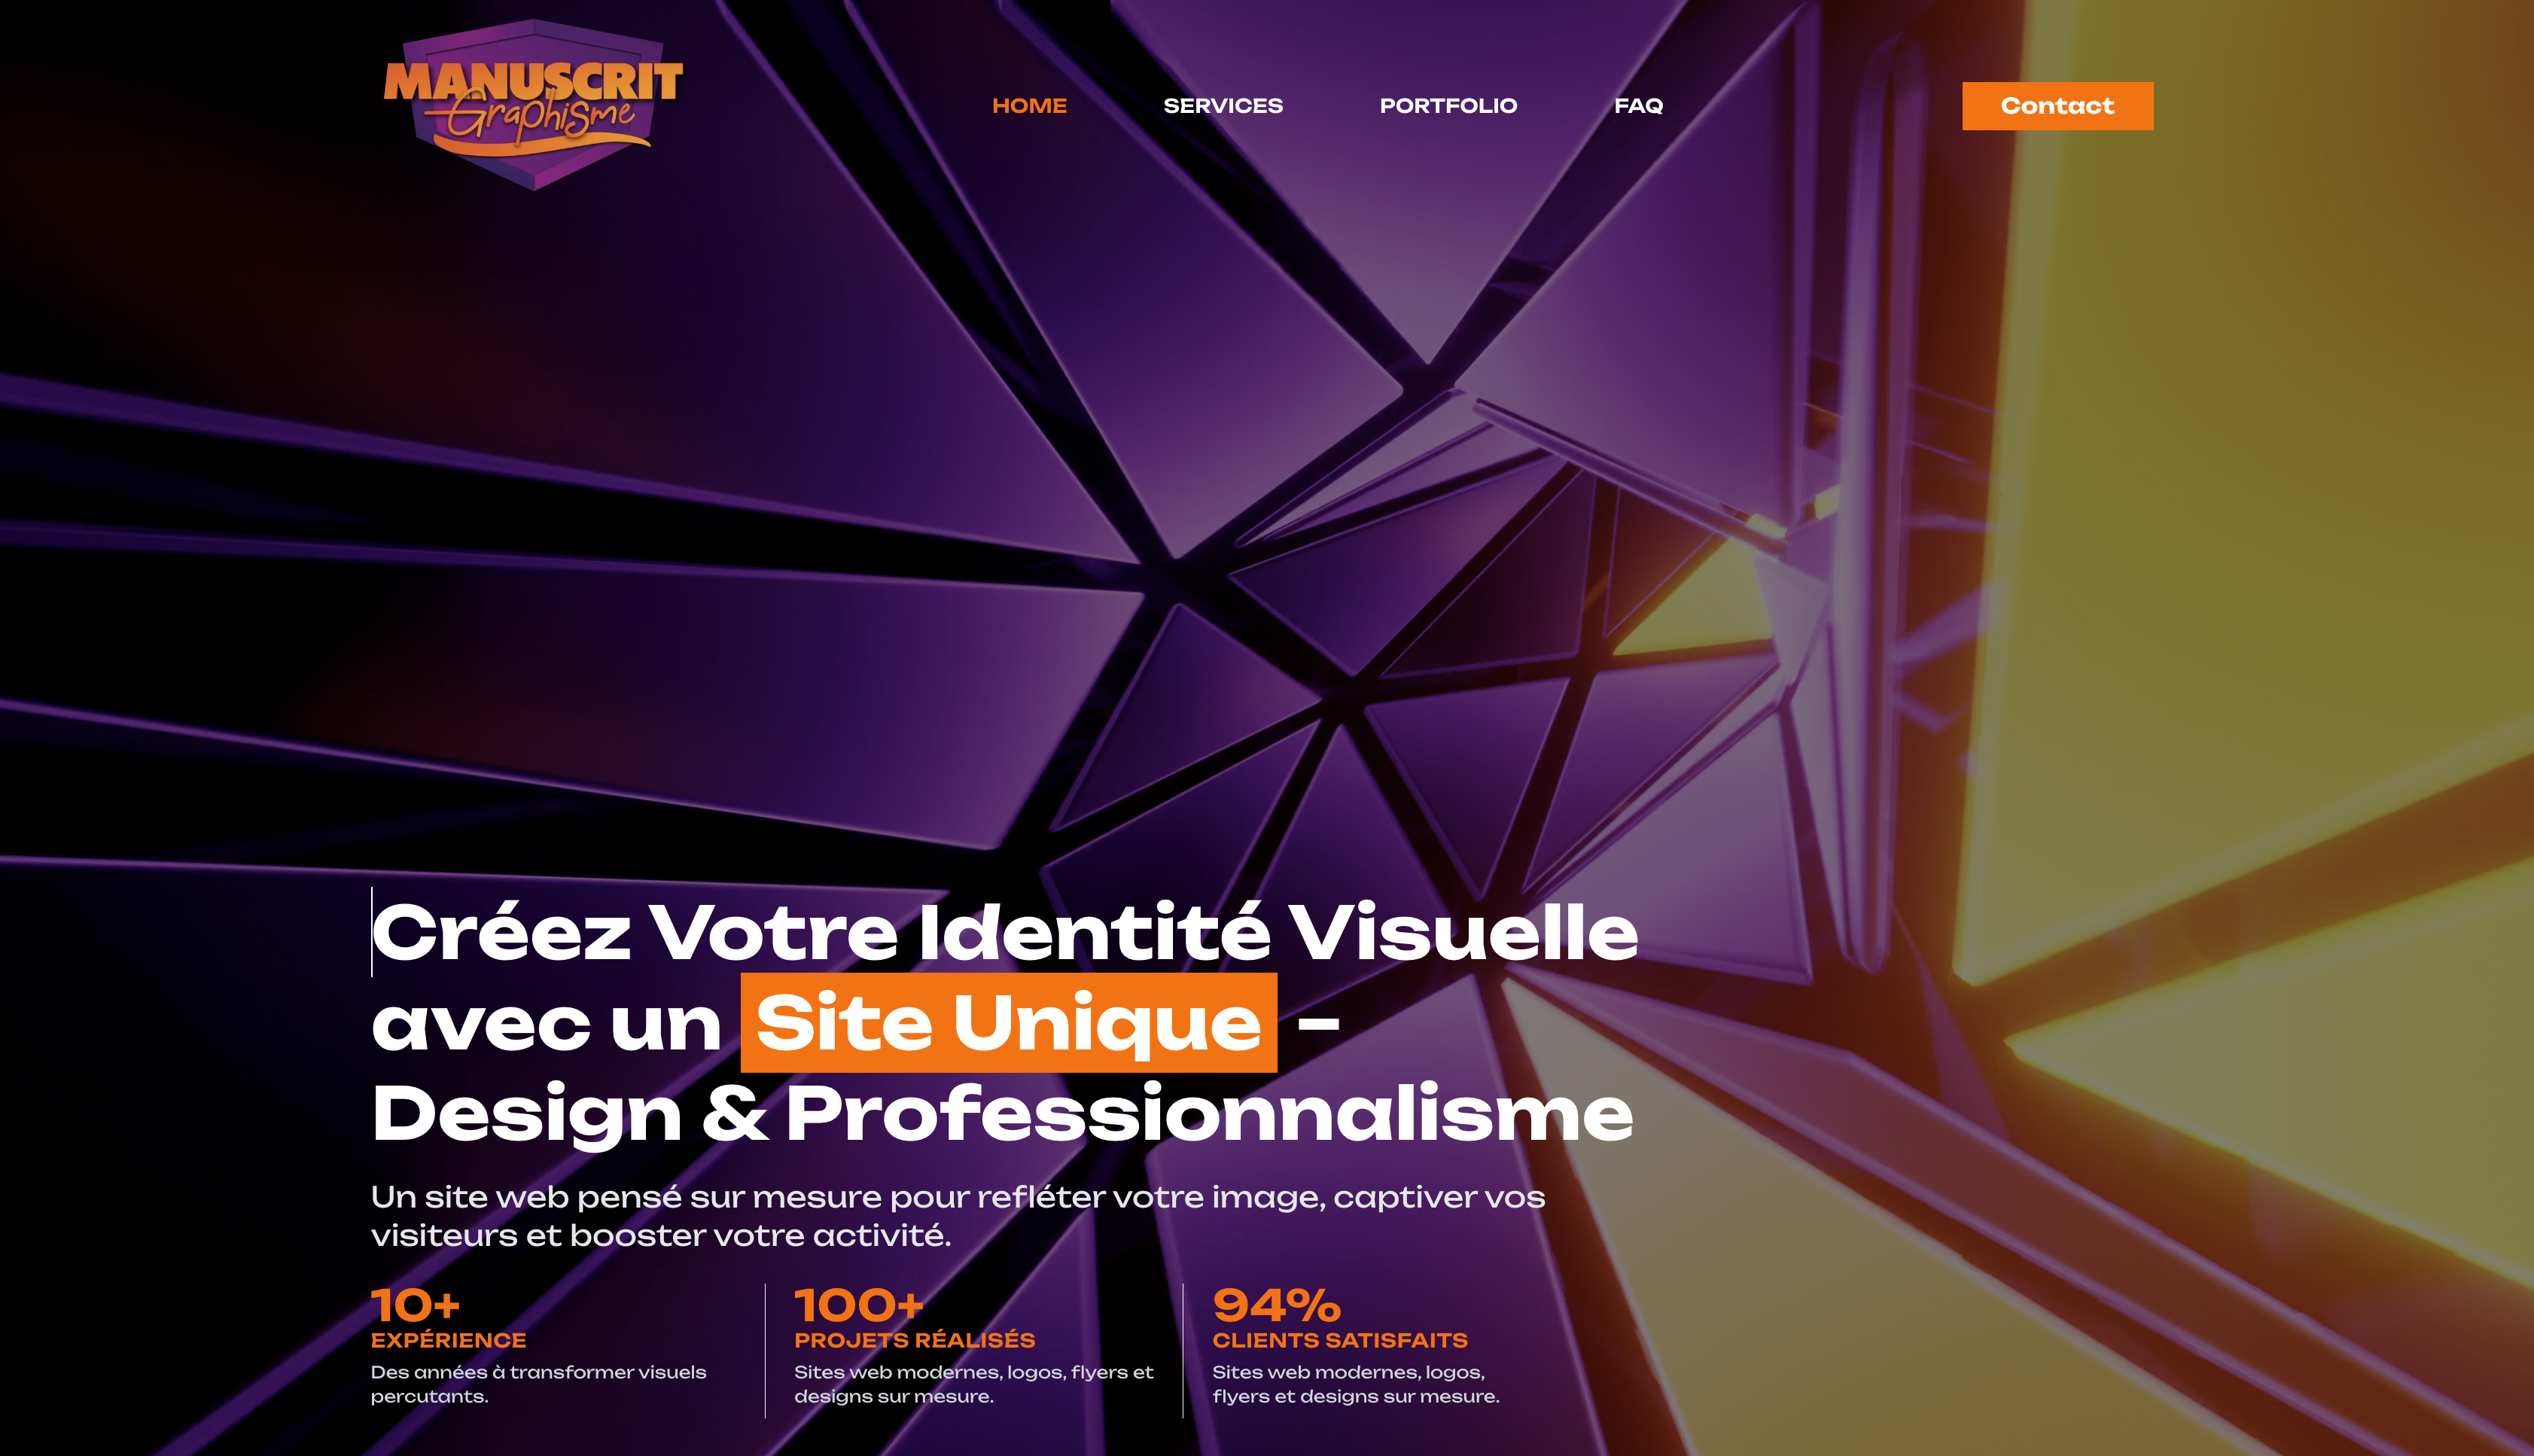 MANUSCRIT
Graphisme
HOME SERVICES PORTFOLIO FAQ Contact
Créez Votre Identité Visuelle
avec un Site Unique –
Design & Professionnalisme
Un site web pensé sur mesure pour refléter votre image, captiver vos
visiteurs et booster votre activité.
10+
EXPÉRIENCE
Des années à transformer visuels
percutants.
100+
PROJETS RÉALISÉS
Sites web modernes, logos, flyers et
designs sur mesure.
94%
CLIENTS SATISFAITS
Sites web modernes, logos,
flyers et designs sur mesure.